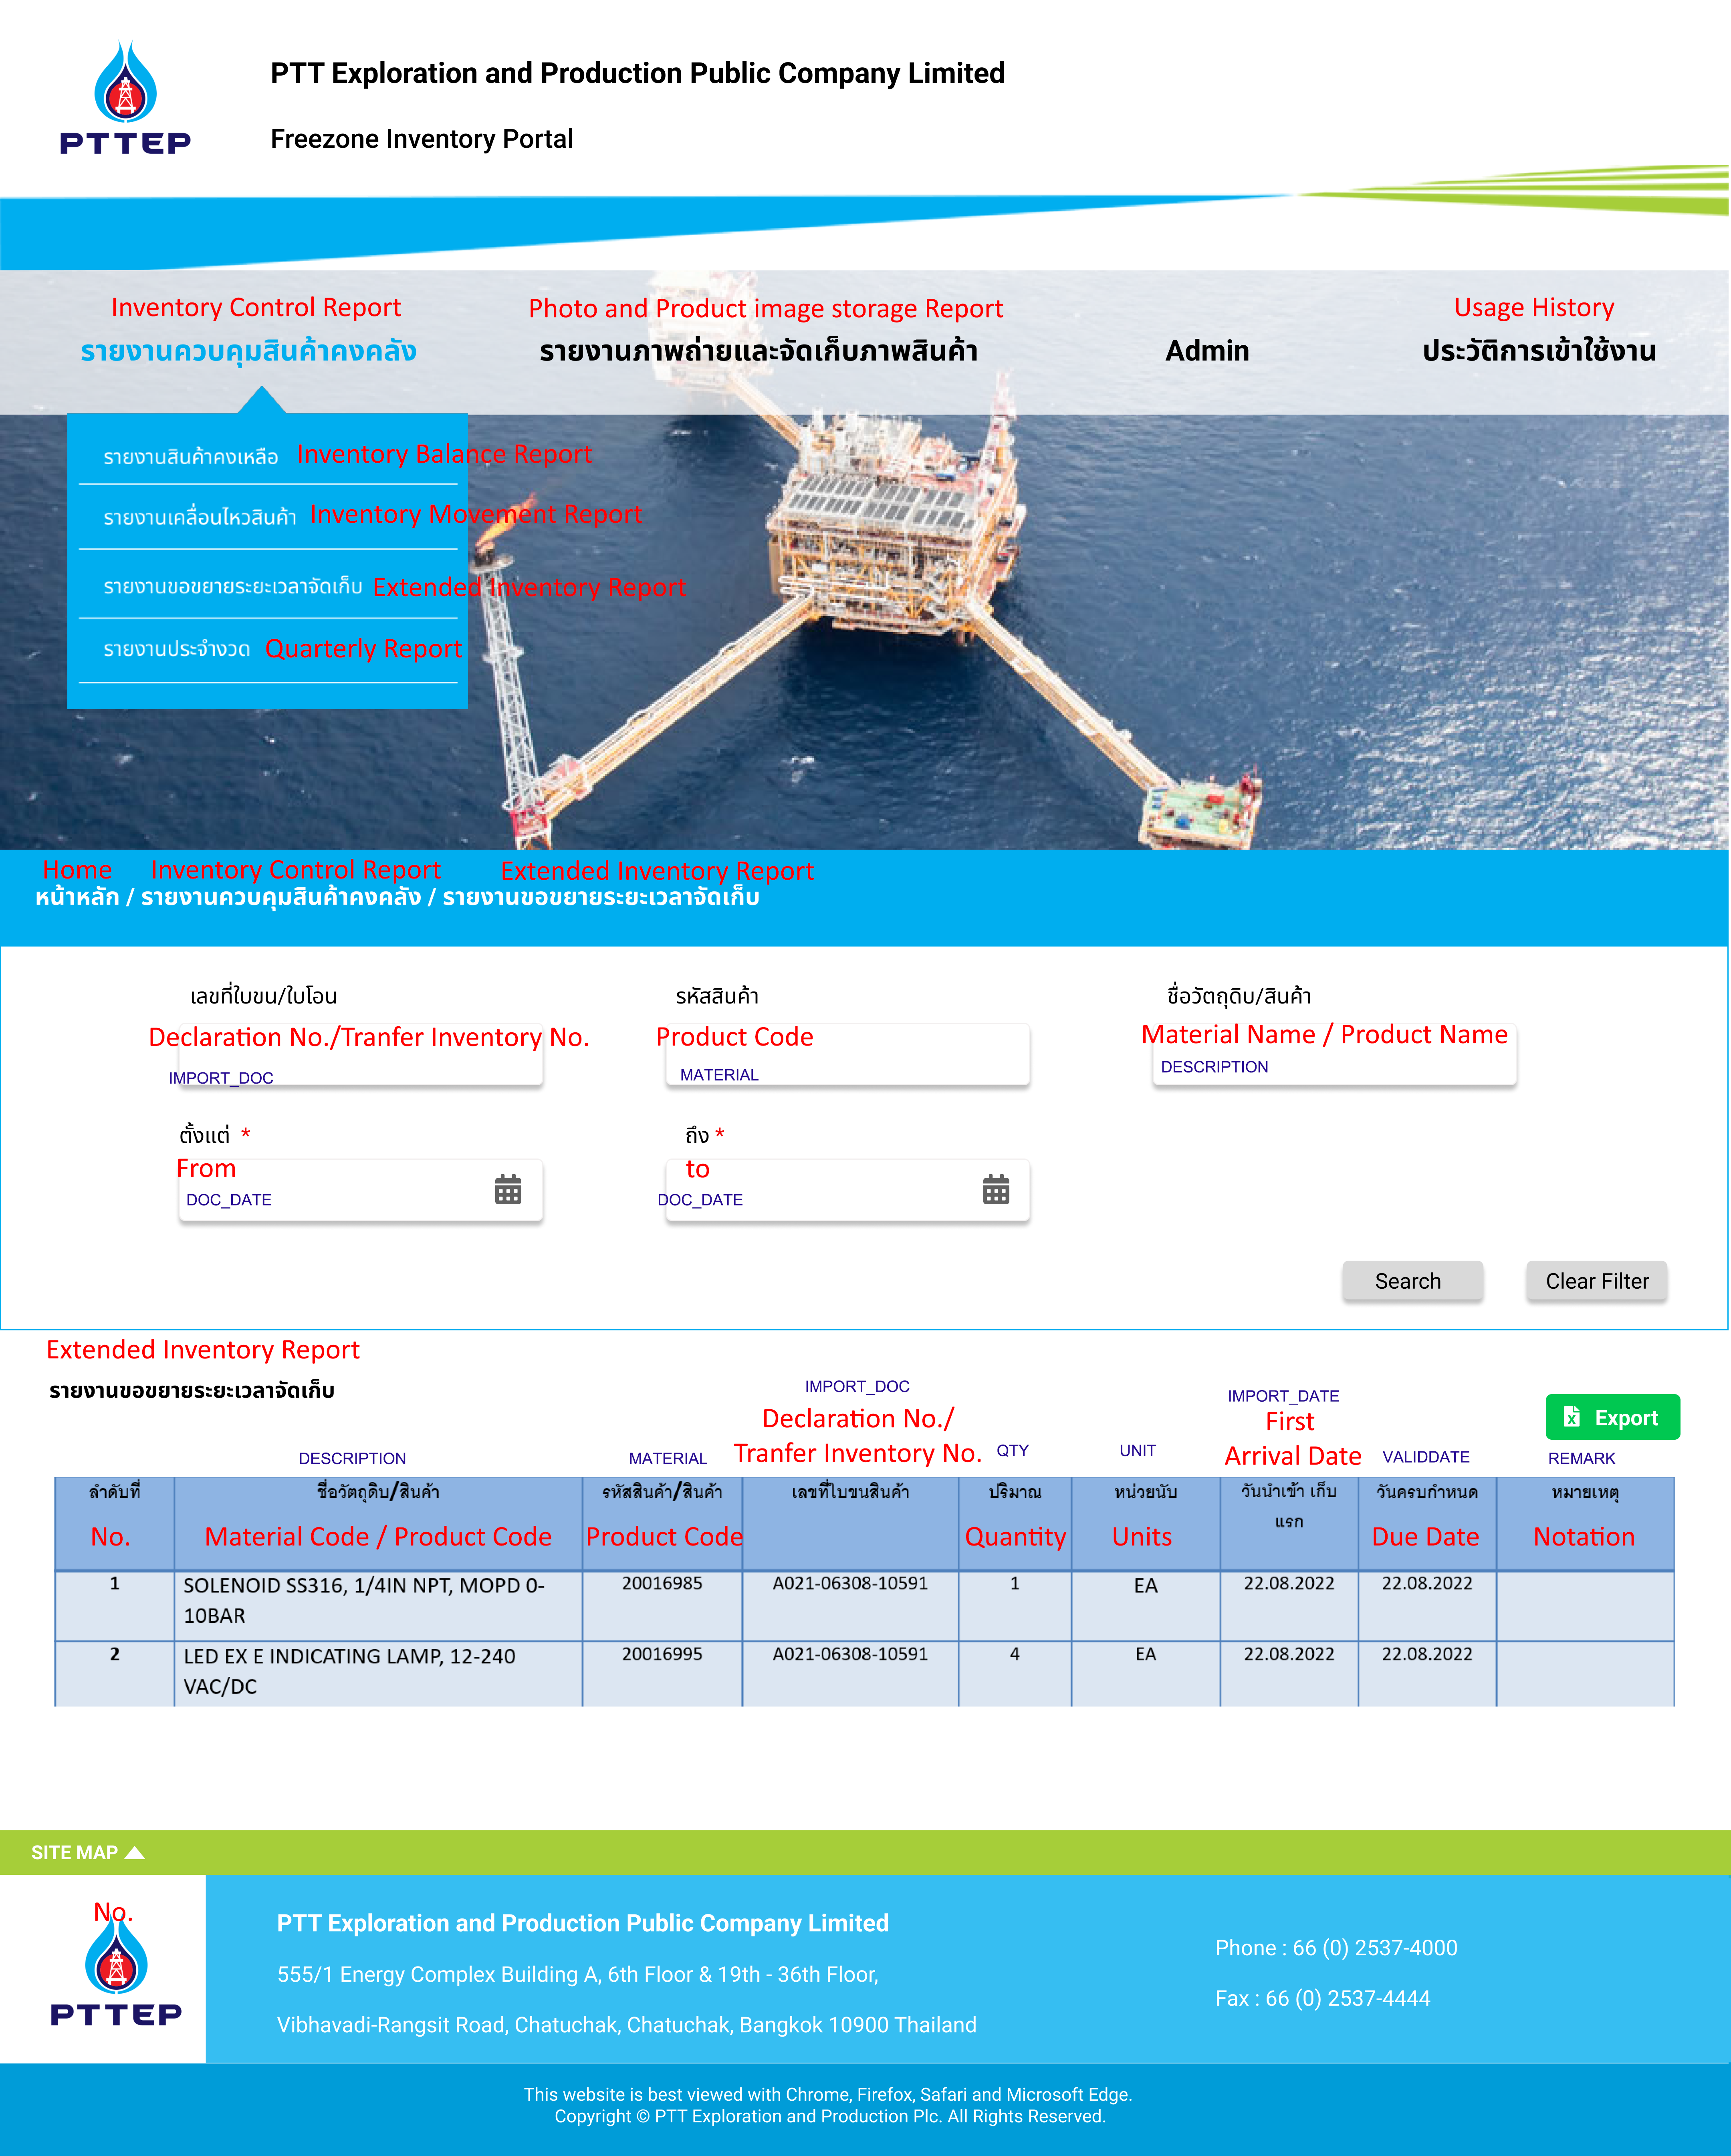 PTTEP
PTT Exploration and Production Public Company Limited
Freezone Inventory Portal
Inventory Control Report
Photo and Product image storage Report
Usage History
รายงานควบคุมสินค้าคงคลัง
รายงานภาพถ่ายและจัดเก็บภาพสินค้า
Admin
ประวัติการเข้าใช้งาน
รายงานสินค้าคงเหลือ Inventory Balance Report
รายงานเคลื่อนไหวสินค้า Inventory Movement Report
รายงานขอขยายระยะเวลาจัดเก็บ Extended Inventory Report
รายงานประจำงวด Quarterly Report
Home Inventory Control Report Extended Inventory Report
หน้าหลัก / รายงานควบคุมสินค้าคงคลัง / รายงานขอขยายระยะเวลาจัดเก็บ
เลขที่ใบขน/ใบโอน
รหัสสินค้า
ชื่อวัตถุดิบ/สินค้า
Declaration No./Tranfer Inventory No.
Product Code
Material Name / Product Name
IMPORT_DOC
MATERIAL
DESCRIPTION
ตั้งแต่ *
ถึง *
From
to
DOC_DATE
DOC_DATE
Search
Clear Filter
Extended Inventory Report
รายงานขอขยายระยะเวลาจัดเก็บ
IMPORT_DOC
IMPORT_DATE
Declaration No./
Tranfer Inventory No.
First
Arrival Date
Export
DESCRIPTION
MATERIAL
QTY
UNIT
VALIDDATE
REMARK
ลำดับที่ ชื่อวัตถุดิบ/สินค้า รหัสสินค้า/สินค้า เลขที่ใบขนสินค้า ปริมาณ หน่วยนับ วันนำเข้า เก็บ วันครบกำหนด หมายเหตุ
แรก
No. Material Code / Product Code Product Code Quantity Units Due Date Notation
1 SOLENOID SS316, 1/4IN NPT, MOPD 0- 20016985 A021-06308-10591 1 EA 22.08.2022 22.08.2022
10BAR
2 LED EX E INDICATING LAMP, 12-240 20016995 A021-06308-10591 4 EA 22.08.2022 22.08.2022
VAC/DC
SITE MAP
No.
PTTEP
PTT Exploration and Production Public Company Limited
555/1 Energy Complex Building A, 6th Floor & 19th - 36th Floor,
Vibhavadi-Rangsit Road, Chatuchak, Chatuchak, Bangkok 10900 Thailand
Phone : 66 (0) 2537-4000
Fax : 66 (0) 2537-4444
This website is best viewed with Chrome, Firefox, Safari and Microsoft Edge.
Copyright © PTT Exploration and Production Plc. All Rights Reserved.